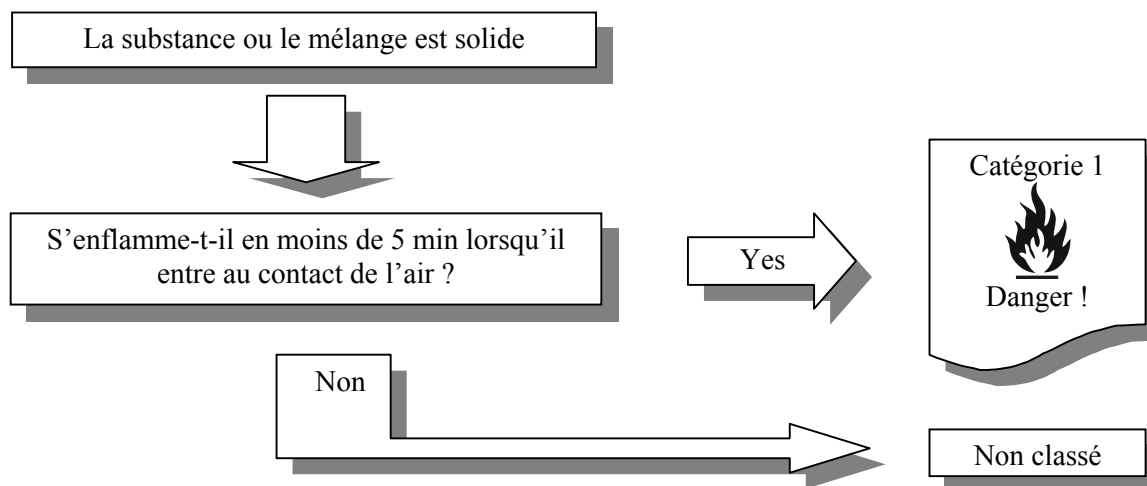 La substance ou le mélange est solide
S’enflamme-t-il en moins de 5 min lorsqu’il
entre au contact de l’air ?
Yes
Catégorie 1
Danger !
Non
Non classé